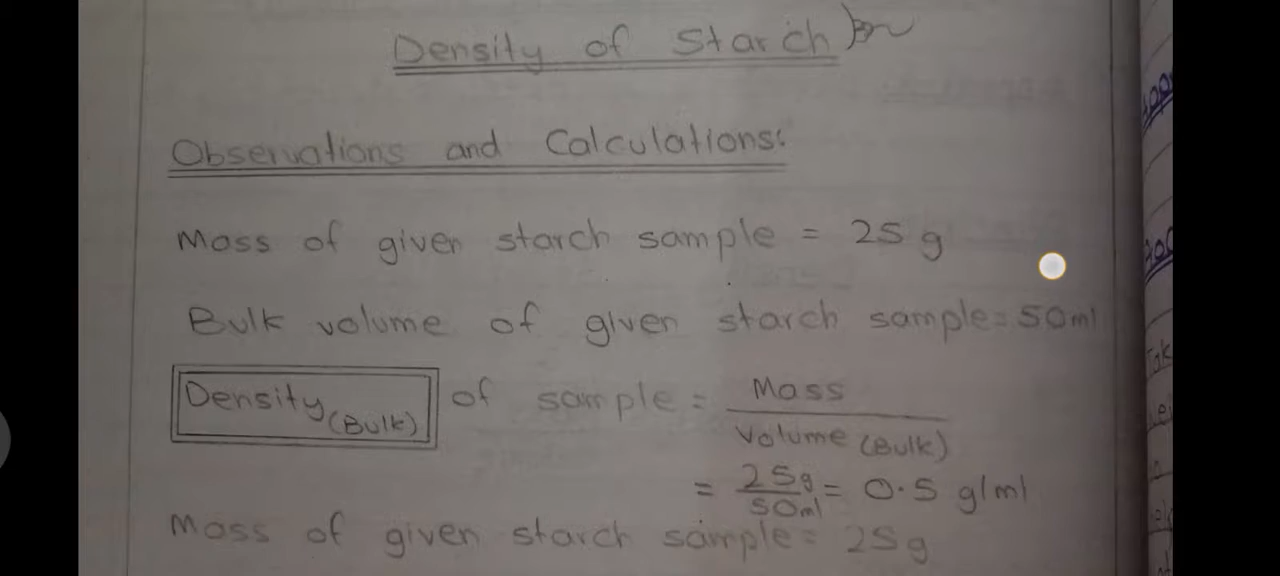 Density of Starch
Observations and Calculations:
Mass of given starch sample = 25 g
Bulk volume of given starch sample = 50ml
Density (Bulk) of sample = Mass
Volume (Bulk)
= 25g
50ml = 0.5 g/ml
Mass of given starch sample = 25g